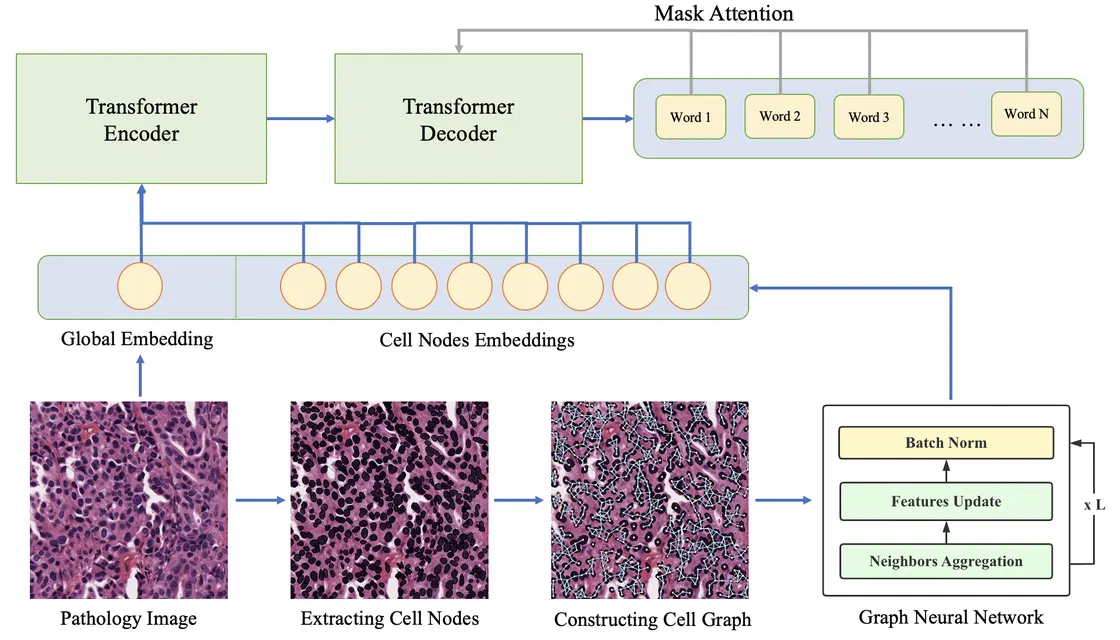 Mask Attention
Transformer
Encoder
Transformer
Decoder
Word 1
Word 2
Word 3
... ...
Word N
Global Embedding
Cell Nodes Embeddings
Batch Norm
Features Update
Neighbors Aggregation
x L
Pathology Image
Extracting Cell Nodes
Constructing Cell Graph
Graph Neural Network